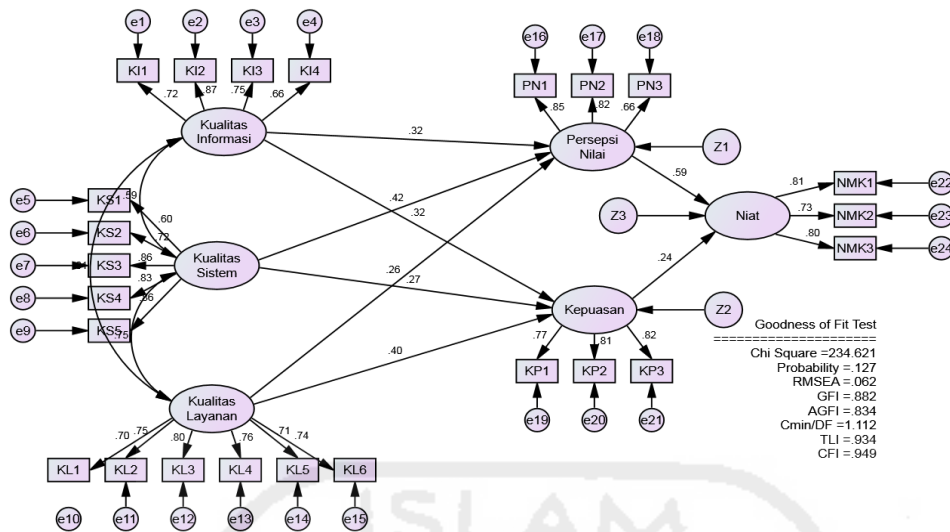 e1 e2 e3 e4
KI1 KI2 KI3 KI4
.72 .87 .75 .66
Kualitas
Informasi
e16 e17 e18
PN1 PN2 PN3
.85 .82 .66
Persepsi
Nilai
Z1
.32
.59
.42
.32
Z3
Niat
.81 NMK1 e22
.73 NMK2 e23
.80 NMK3 e24
e5 KS1 .59 .60
e6 KS2 .72
e7 KS3 .86
e8 KS4 .83
e9 KS5
.75
Kualitas
Sistem
.26
.27
.24
.40
Kepuasan
Z2
.77 .81 .82
KP1 KP2 KP3
e19 e20 e21
Kualitas
Layanan
.70 .75 .80 .76 .71 .74
KL1 KL2 KL3 KL4 KL5 KL6
e10 e11 e12 e13 e14 e15
Goodness of Fit Test
=====================
Chi Square =234.621
Probability =.127
RMSEA =.062
GFI =.882
AGFI =.834
Cmin/DF =1.112
TLI =.934
CFI =.949
ISLAM